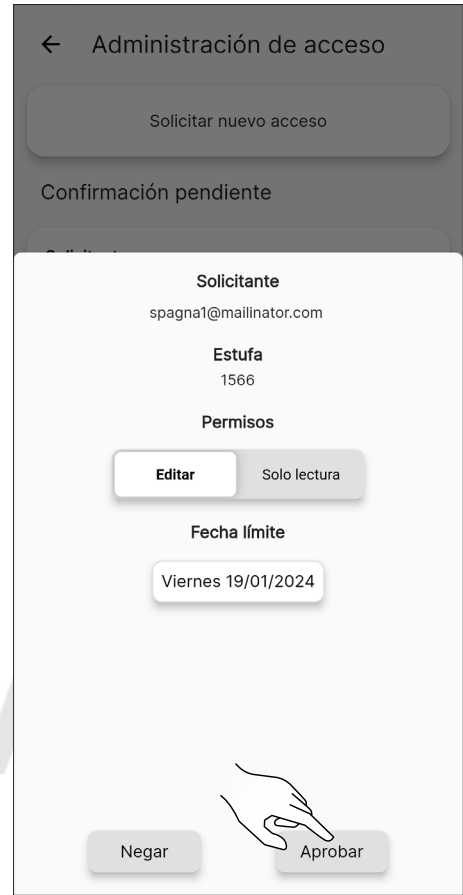 Administración de acceso
Solicitar nuevo acceso
Confirmación pendiente
Solicitante
spagna1@mailinator.com
Estufa
1566
Permisos
Editar Solo lectura
Fecha límite
Viernes 19/01/2024
Negar Aprobar